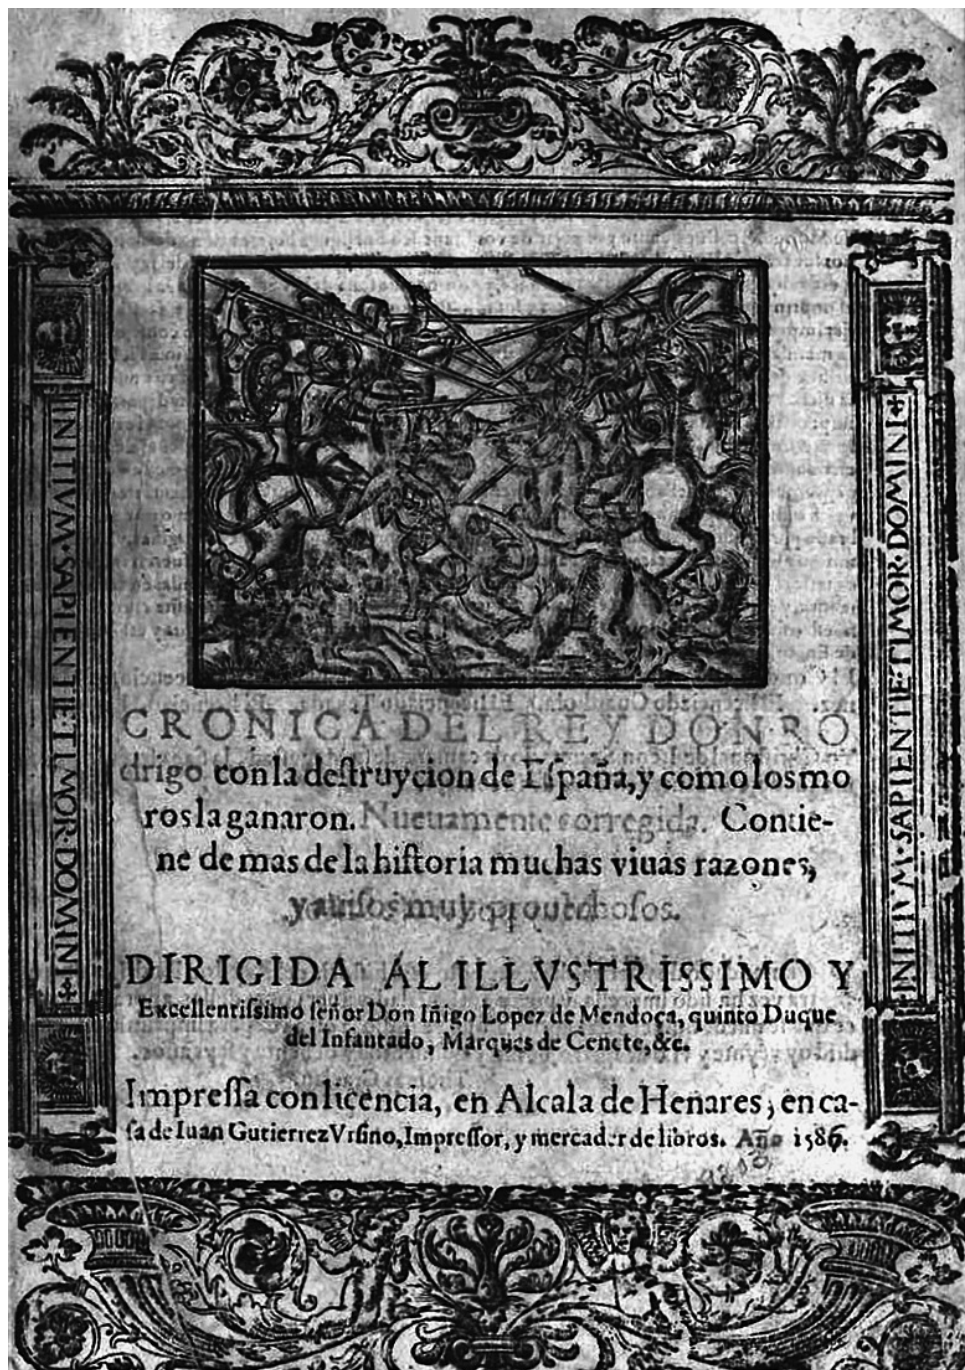 INITIVM·SAPIENTIE·TIMOR·DOMINI
CRONICA DEL REY DON RO
drigo con la deſtruycion de Eſpaña, y como los mo
ros la ganaron. Nueuamente corregida. Contie-
ne de mas de la hiſtoria muchas viuas razones,
y auiſos muy prouechoſos.
DIRIGIDA AL ILLVSTRISSIMO Y
Excellentiſsimo ſeñor Don Iñigo Lopez de Mendoça, quinto Duque
del Infantado, Marques de Cenete, &c.
Impreſſa con licencia, en Alcala de Henares, en ca-
ſa de Iuan Gutierrez Vrſino, Impreſſor, y mercader de libros. Año 1586.
INITIVM·SAPIENTIE·TIMOR·DOMINI